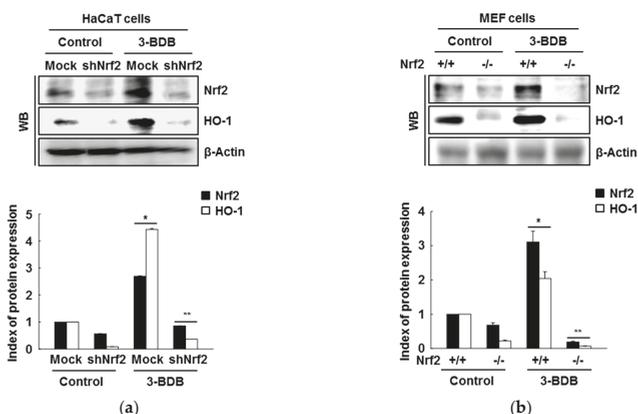 HaCaT cells
Control 3-BDB
Mock shNrf2 Mock shNrf2
WB
Nrf2
HO-1
β-Actin
Nrf2
HO-1
Index of protein expression
5
4
3
2
1
0
*
**
Mock shNrf2 Mock shNrf2
Control 3-BDB
(a)
MEF cells
Control 3-BDB
Nrf2 +/+ -/- +/+ -/-
WB
Nrf2
HO-1
β-Actin
Nrf2
HO-1
Index of protein expression
4
3
2
1
0
*
**
Nrf2 +/+ -/- +/+ -/-
Control 3-BDB
(b)